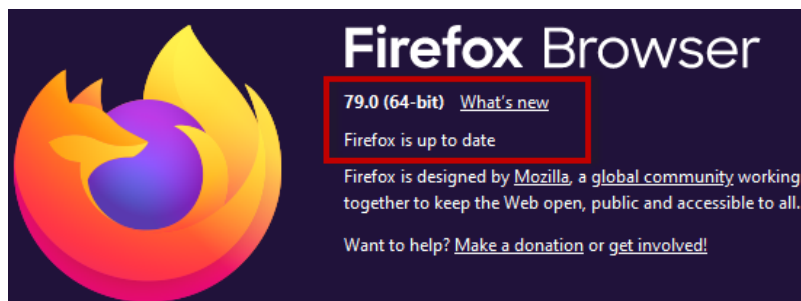 Firefox Browser
79.0 (64-bit) What's new
Firefox is up to date
Firefox is designed by Mozilla, a global community working
together to keep the Web open, public and accessible to all.
Want to help? Make a donation or get involved!